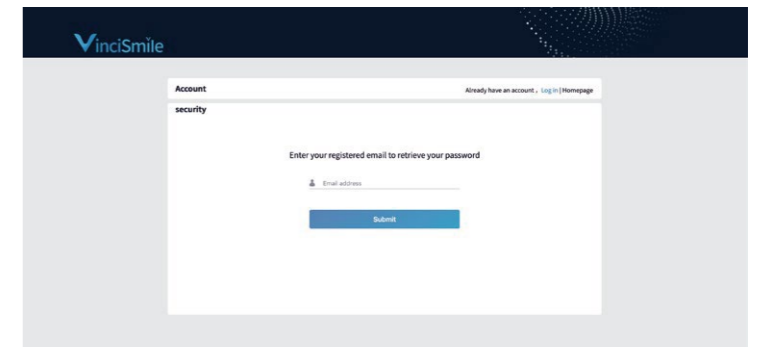 VinciSmile
Account
Already have an account， Log in | Homepage
security
Enter your registered email to retrieve your password
Email address
Submit